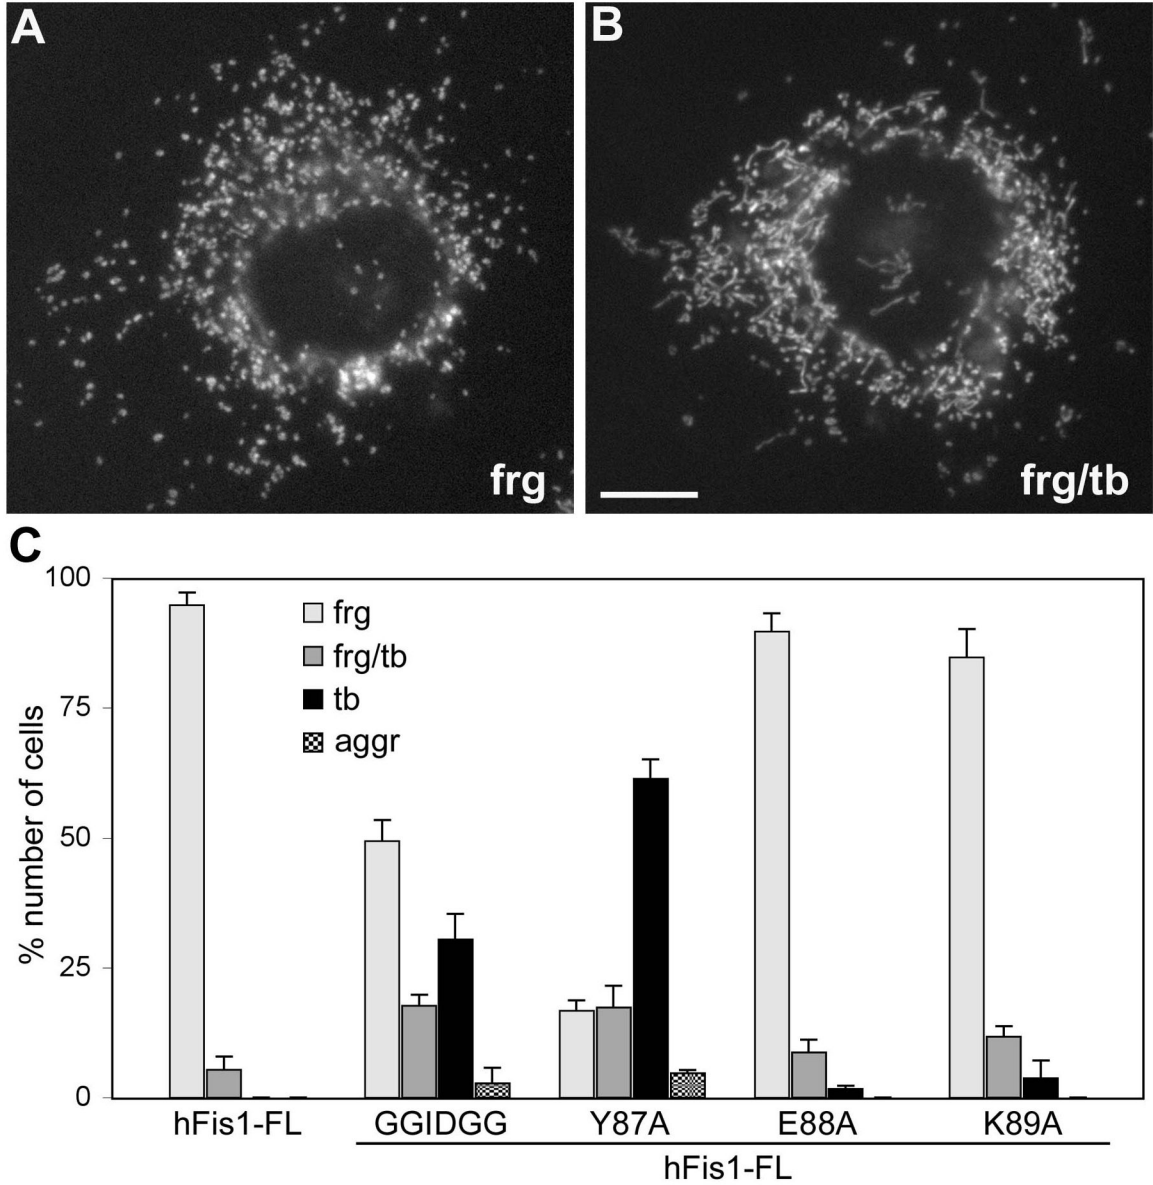 A
B
frg
frg/tb
C
100
75
50
25
0
% number of cells
frg
frg/tb
tb
aggr
hFis1-FL
GGIDGG
Y87A
E88A
K89A
hFis1-FL